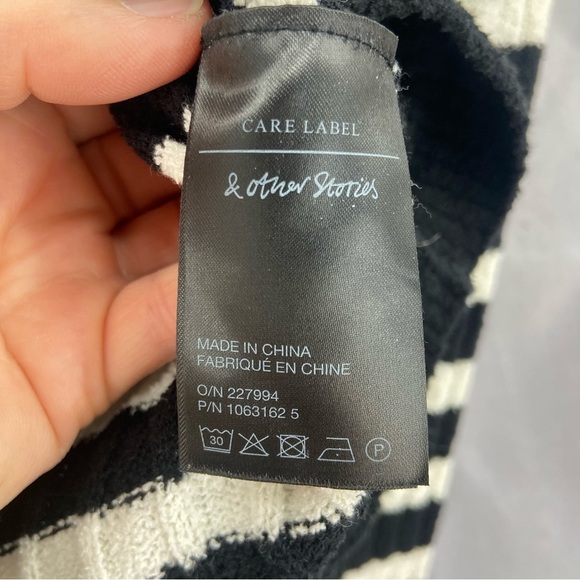 CARE LABEL
& other Stories
MADE IN CHINA
FABRIQUÉ EN CHINE
O/N 227994
P/N 1063162 5
30
P